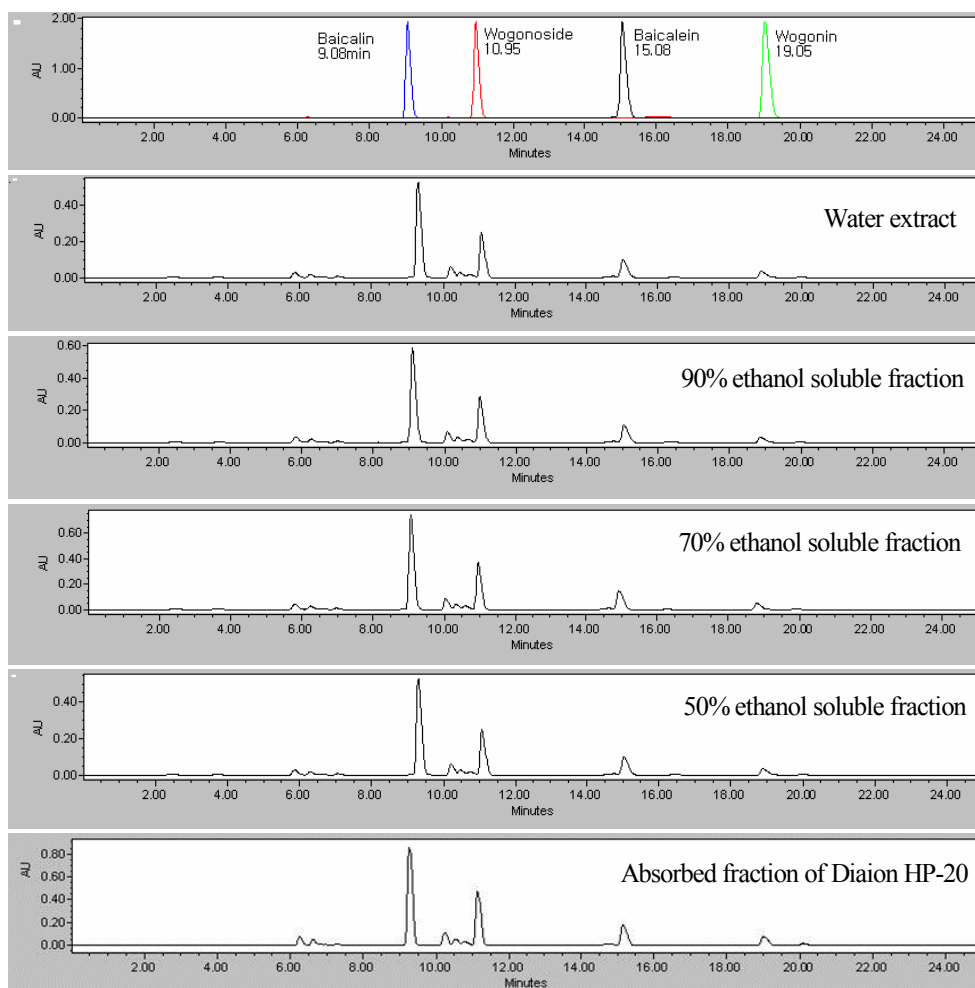 2.00
Baicalin
9.08min
Wogonoside
10.95
Baicalein
15.08
Wogonin
19.05
1.00
AU
0.00
2.00 4.00 6.00 8.00 10.00 12.00 14.00 16.00 18.00 20.00 22.00 24.00
Minutes
Water extract
0.40
AU
0.20
0.00
2.00 4.00 6.00 8.00 10.00 12.00 14.00 16.00 18.00 20.00 22.00 24.00
Minutes
0.60
90% ethanol soluble fraction
0.40
AU
0.20
0.00
2.00 4.00 6.00 8.00 10.00 12.00 14.00 16.00 18.00 20.00 22.00 24.00
Minutes
0.60
70% ethanol soluble fraction
0.40
AU
0.20
0.00
2.00 4.00 6.00 8.00 10.00 12.00 14.00 16.00 18.00 20.00 22.00 24.00
Minutes
0.40
50% ethanol soluble fraction
AU
0.20
0.00
2.00 4.00 6.00 8.00 10.00 12.00 14.00 16.00 18.00 20.00 22.00 24.00
Minutes
0.80
Absorbed fraction of Diaion HP-20
0.60
AU
0.40
0.20
0.00
2.00 4.00 6.00 8.00 10.00 12.00 14.00 16.00 18.00 20.00 22.00 24.00
Minutes